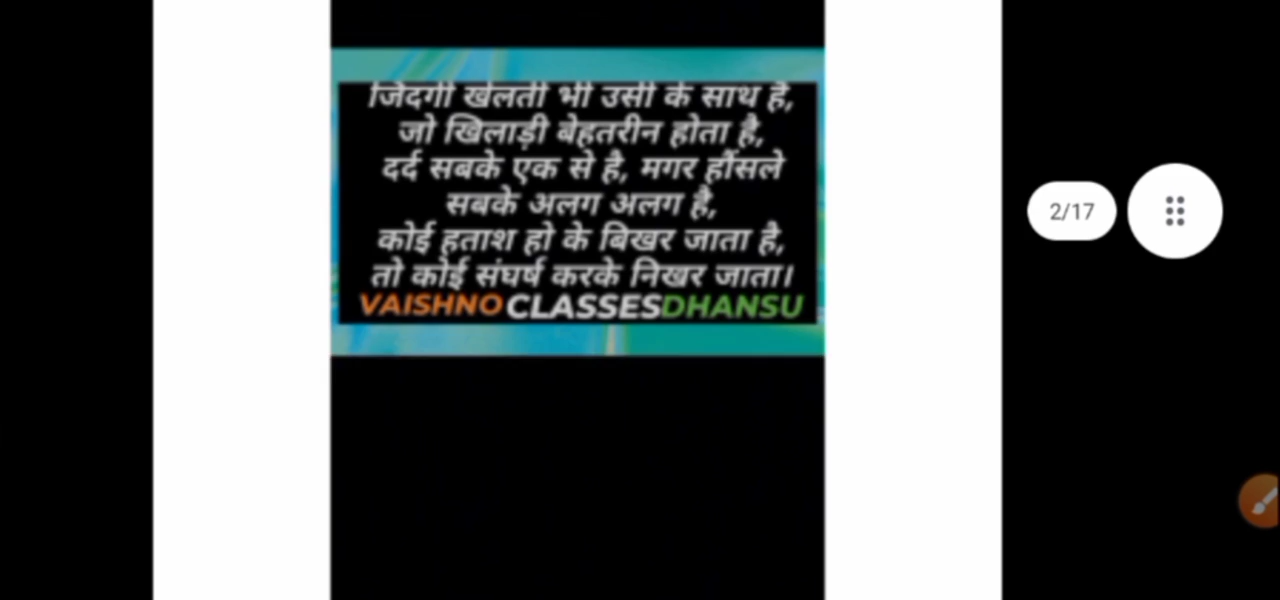 जिंदगी खेलती भी उसी के साथ है,
जो खिलाड़ी बेहतरीन होता है,
दर्द सबके एक से है, मगर हौंसले
सबके अलग अलग है,
कोई हताश हो के बिखर जाता है,
तो कोई संघर्ष करके निखर जाता।
VAISHNO CLASSES DHANSU
2/17